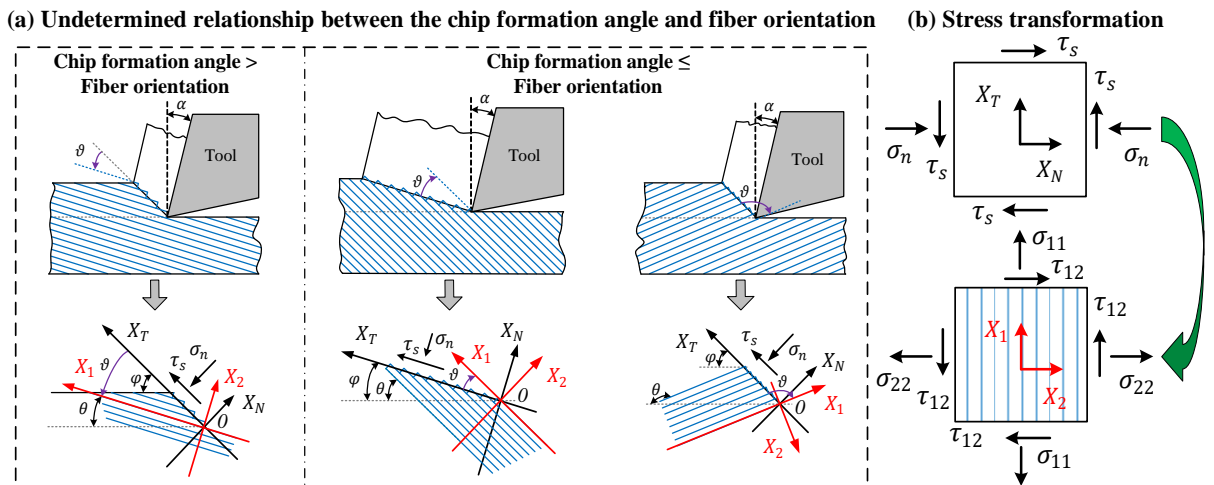 (a) Undetermined relationship between the chip formation angle and fiber orientation
(b) Stress transformation
Chip formation angle >
Fiber orientation
Chip formation angle ≤
Fiber orientation
α
Tool
ϑ
α
Tool
ϑ
α
Tool
ϑ
X_T
X_1
ϑ
φ
τ_s
σ_n
X_2
X_N
θ
O
X_T
τ_s
σ_n
X_1
X_N
X_2
φ
θ
ϑ
O
X_T
φ
τ_s
σ_n
X_N
θ
ϑ
O
X_1
X_2
τ_s
τ_s
X_T
X_N
σ_n
τ_s
σ_n
τ_s
σ_11
τ_12
τ_12
X_1
X_2
σ_22
τ_12
σ_22
τ_12
σ_11